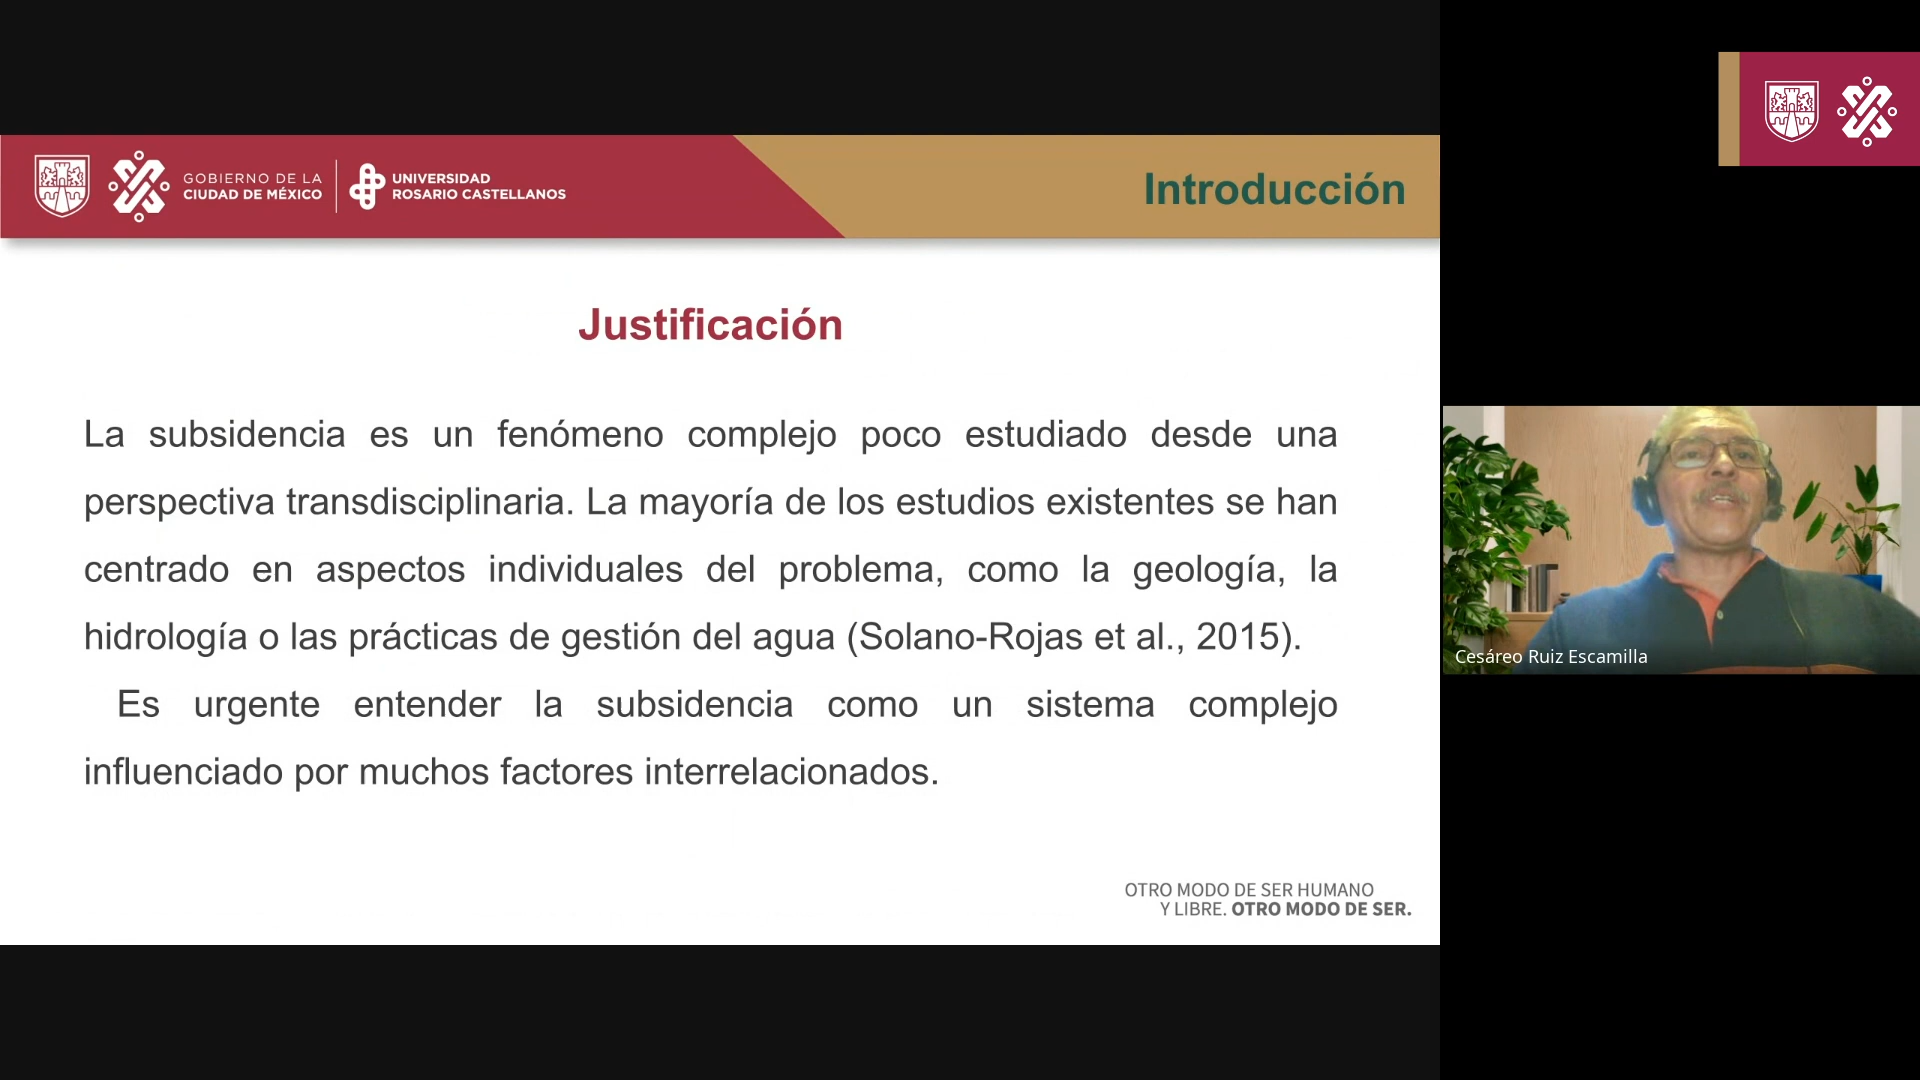 GOBIERNO DE LA
CIUDAD DE MÉXICO
UNIVERSIDAD
ROSARIO CASTELLANOS
Introducción
Justificación
La subsidencia es un fenómeno complejo poco estudiado desde una
perspectiva transdisciplinaria. La mayoría de los estudios existentes se han
centrado en aspectos individuales del problema, como la geología, la
hidrología o las prácticas de gestión del agua (Solano-Rojas et al., 2015).
Es urgente entender la subsidencia como un sistema complejo
influenciado por muchos factores interrelacionados.
OTRO MODO DE SER HUMANO
Y LIBRE. OTRO MODO DE SER.
Cesáreo Ruiz Escamilla